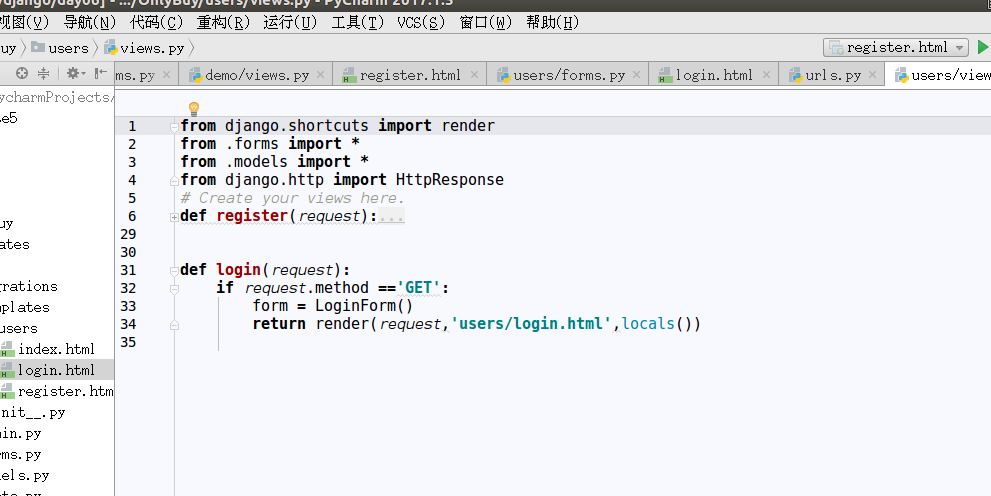 django/day06] - .../OnlyBuy/users/views.py - PyCharm 2017.1.3
视图(V) 导航(N) 代码(C) 重构(R) 运行(U) 工具(T) VCS(S) 窗口(W) 帮助(H)
uy users views.py register.html
ms.py demo/views.py register.html users/forms.py login.html urls.py users/view
ycharmProjects/
te5
uy
ates
grations
mplates
users
index.html
login.html
register.htm
nit__.py
min.py
rms.py
dels.py
1 from django.shortcuts import render
2 from .forms import *
3 from .models import *
4 from django.http import HttpResponse
5 # Create your views here.
6 def register(request):...
29
30
31 def login(request):
32 if request.method =='GET':
33 form = LoginForm()
34 return render(request,'users/login.html',locals())
35